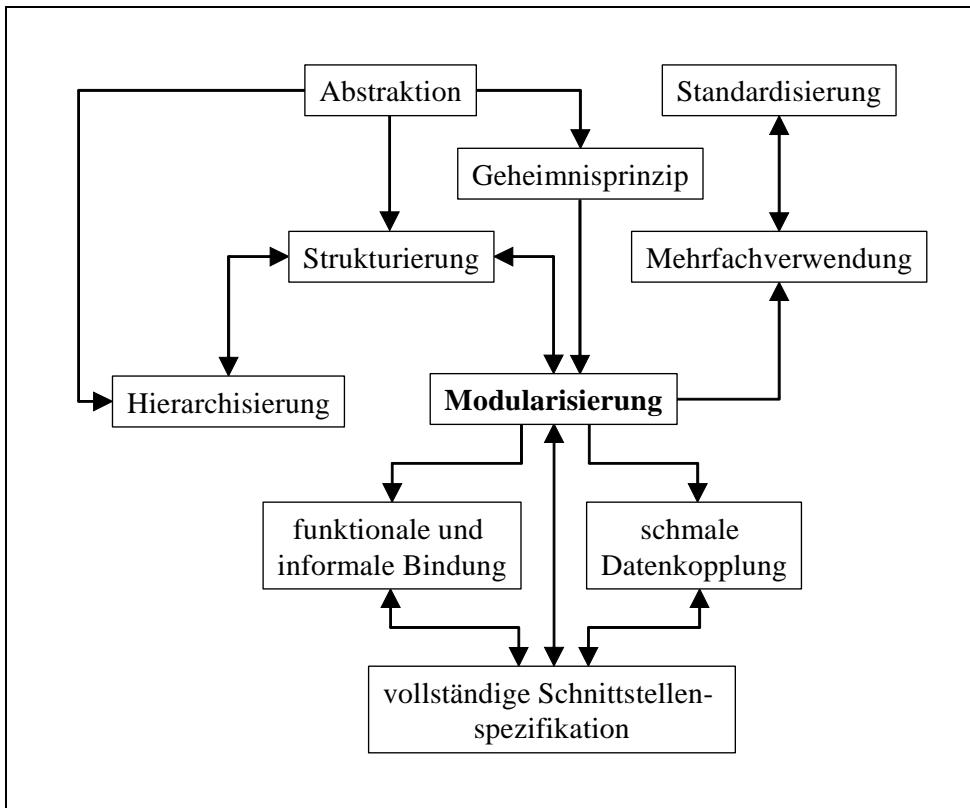 Abstraktion
Standardisierung
Geheimnisprinzip
Strukturierung
Mehrfachverwendung
Hierarchisierung
Modularisierung
funktionale und
informale Bindung
schmale
Datenkopplung
vollständige Schnittstellen-
spezifikation